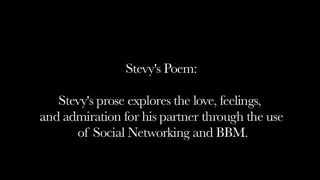 Stevy's Poem:
Stevy's prose explores the love, feelings,
and admiration for his partner through the use
of Social Networking and BBM.